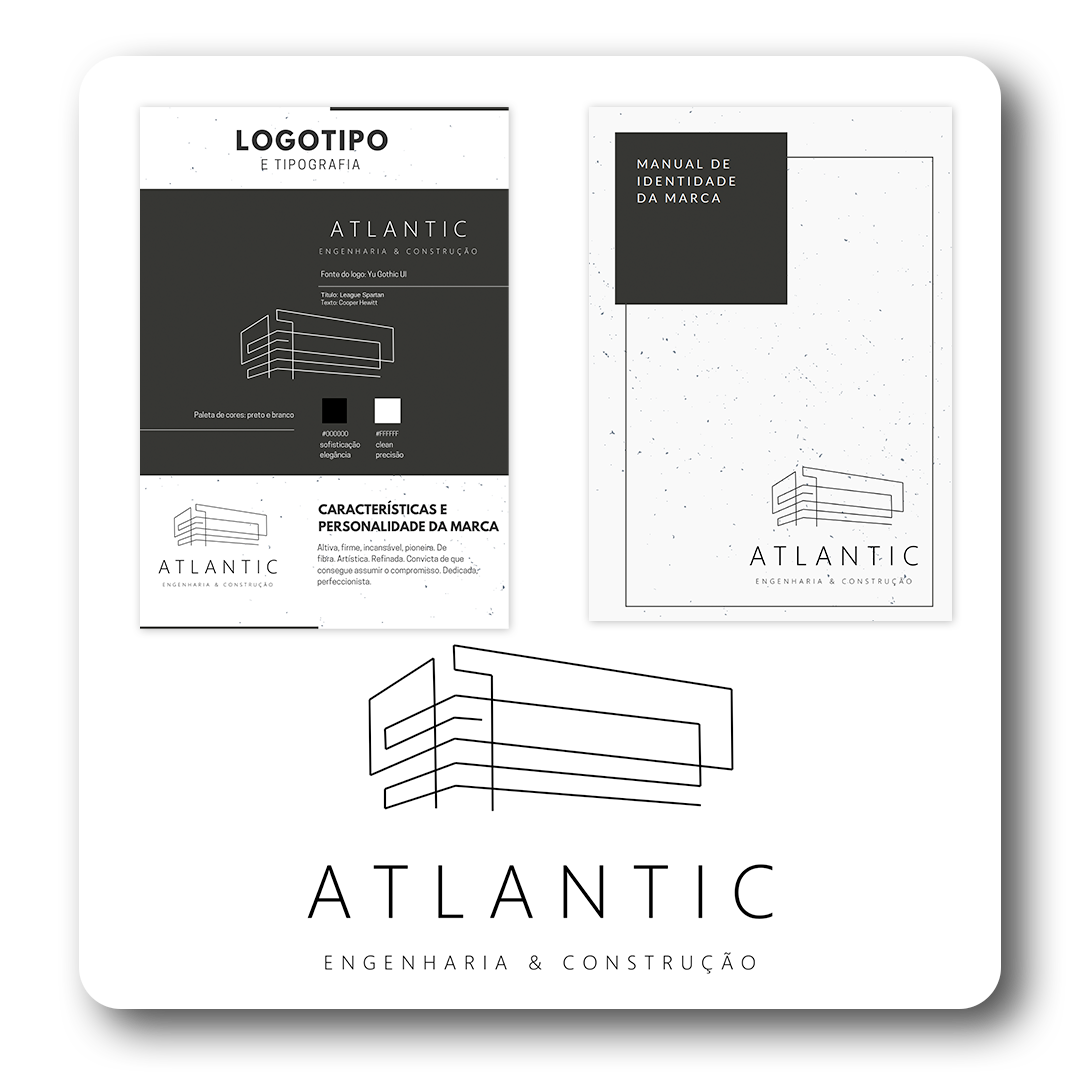 LOGOTIPO
E TIPOGRAFIA
ATLANTIC
ENGENHARIA & CONSTRUÇÃO
Fonte do logo: Yu Gothic UI
Título: League Spartan
Texto: Cooper Hewitt
Paleta de cores: preto e branco
#000000
sofisticação
elegância
#FFFFFF
clean
precisão
ATLANTIC
ENGENHARIA & CONSTRUÇÃO
CARACTERÍSTICAS E
PERSONALIDADE DA MARCA
Altiva, firme, incansável, pioneira. De
fibra. Artística. Refinada. Convicta de que
consegue assumir o compromisso. Dedicada,
perfeccionista.
MANUAL DE
IDENTIDADE
DA MARCA
ATLANTIC
ENGENHARIA & CONSTRUÇÃO
ATLANTIC
ENGENHARIA & CONSTRUÇÃO